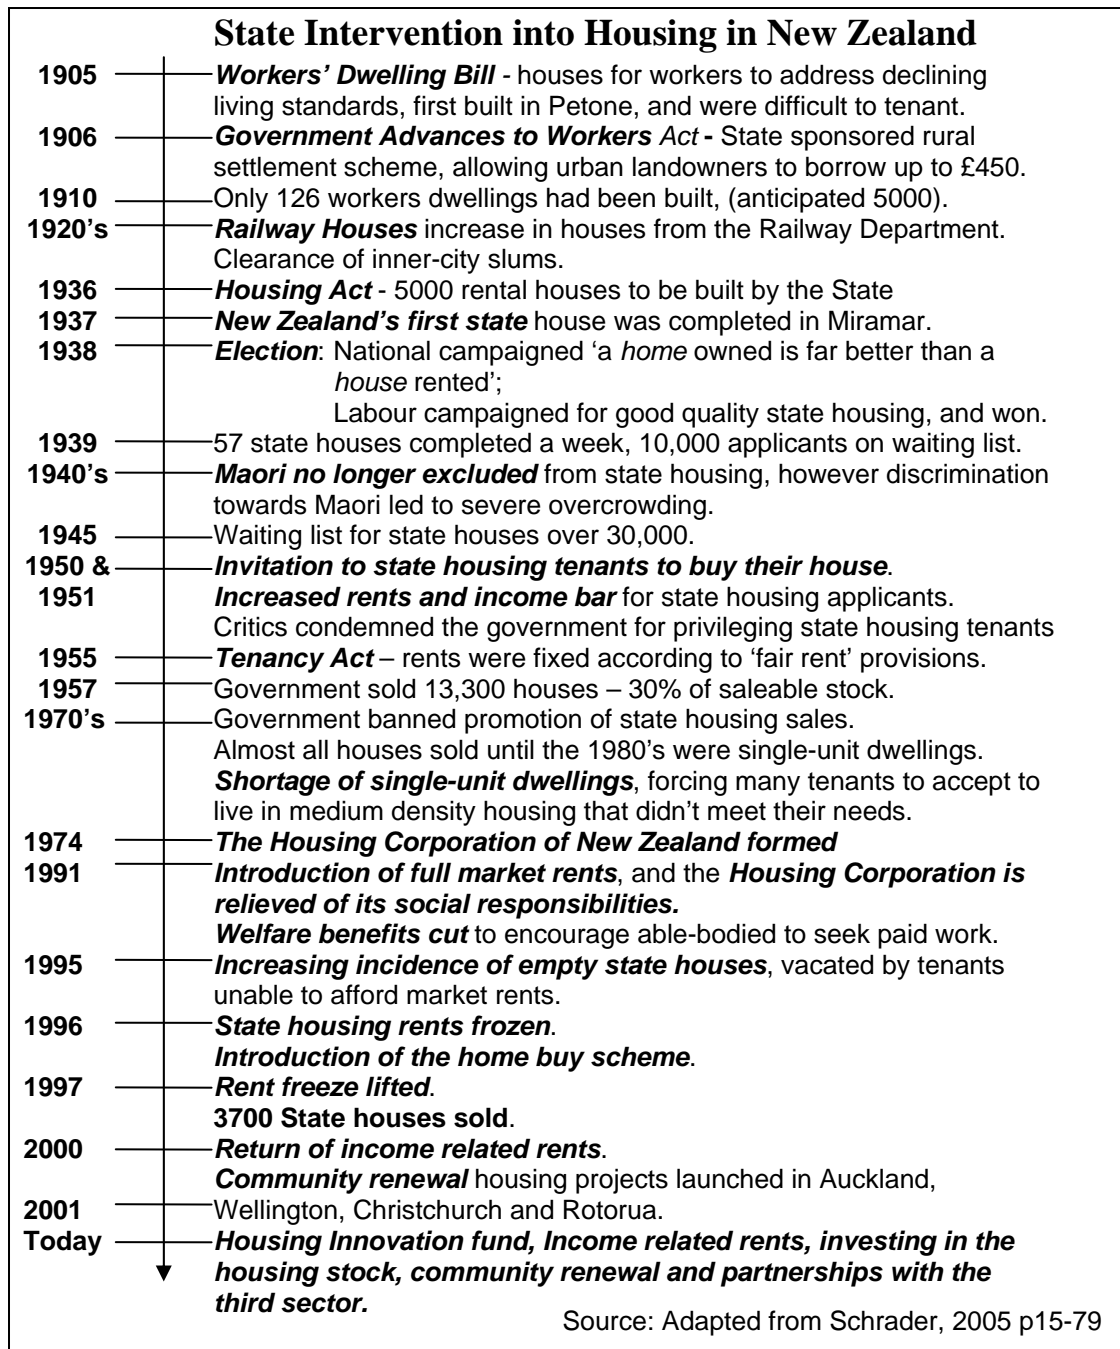 State Intervention into Housing in New Zealand
1905 Workers' Dwelling Bill - houses for workers to address declining
living standards, first built in Petone, and were difficult to tenant.
1906 Government Advances to Workers Act - State sponsored rural
settlement scheme, allowing urban landowners to borrow up to £450.
1910 Only 126 workers dwellings had been built, (anticipated 5000).
1920's Railway Houses increase in houses from the Railway Department.
Clearance of inner-city slums.
1936 Housing Act - 5000 rental houses to be built by the State
1937 New Zealand's first state house was completed in Miramar.
1938 Election: National campaigned 'a home owned is far better than a
house rented';
Labour campaigned for good quality state housing, and won.
1939 57 state houses completed a week, 10,000 applicants on waiting list.
1940's Maori no longer excluded from state housing, however discrimination
towards Maori led to severe overcrowding.
1945 Waiting list for state houses over 30,000.
1950 & Invitation to state housing tenants to buy their house.
1951 Increased rents and income bar for state housing applicants.
Critics condemned the government for privileging state housing tenants
1955 Tenancy Act – rents were fixed according to 'fair rent' provisions.
1957 Government sold 13,300 houses – 30% of saleable stock.
1970's Government banned promotion of state housing sales.
Almost all houses sold until the 1980's were single-unit dwellings.
Shortage of single-unit dwellings, forcing many tenants to accept to
live in medium density housing that didn't meet their needs.
1974 The Housing Corporation of New Zealand formed
1991 Introduction of full market rents, and the Housing Corporation is
relieved of its social responsibilities.
Welfare benefits cut to encourage able-bodied to seek paid work.
1995 Increasing incidence of empty state houses, vacated by tenants
unable to afford market rents.
1996 State housing rents frozen.
Introduction of the home buy scheme.
1997 Rent freeze lifted.
3700 State houses sold.
2000 Return of income related rents.
Community renewal housing projects launched in Auckland,
2001 Wellington, Christchurch and Rotorua.
Today Housing Innovation fund, Income related rents, investing in the
housing stock, community renewal and partnerships with the
third sector.
Source: Adapted from Schrader, 2005 p15-79